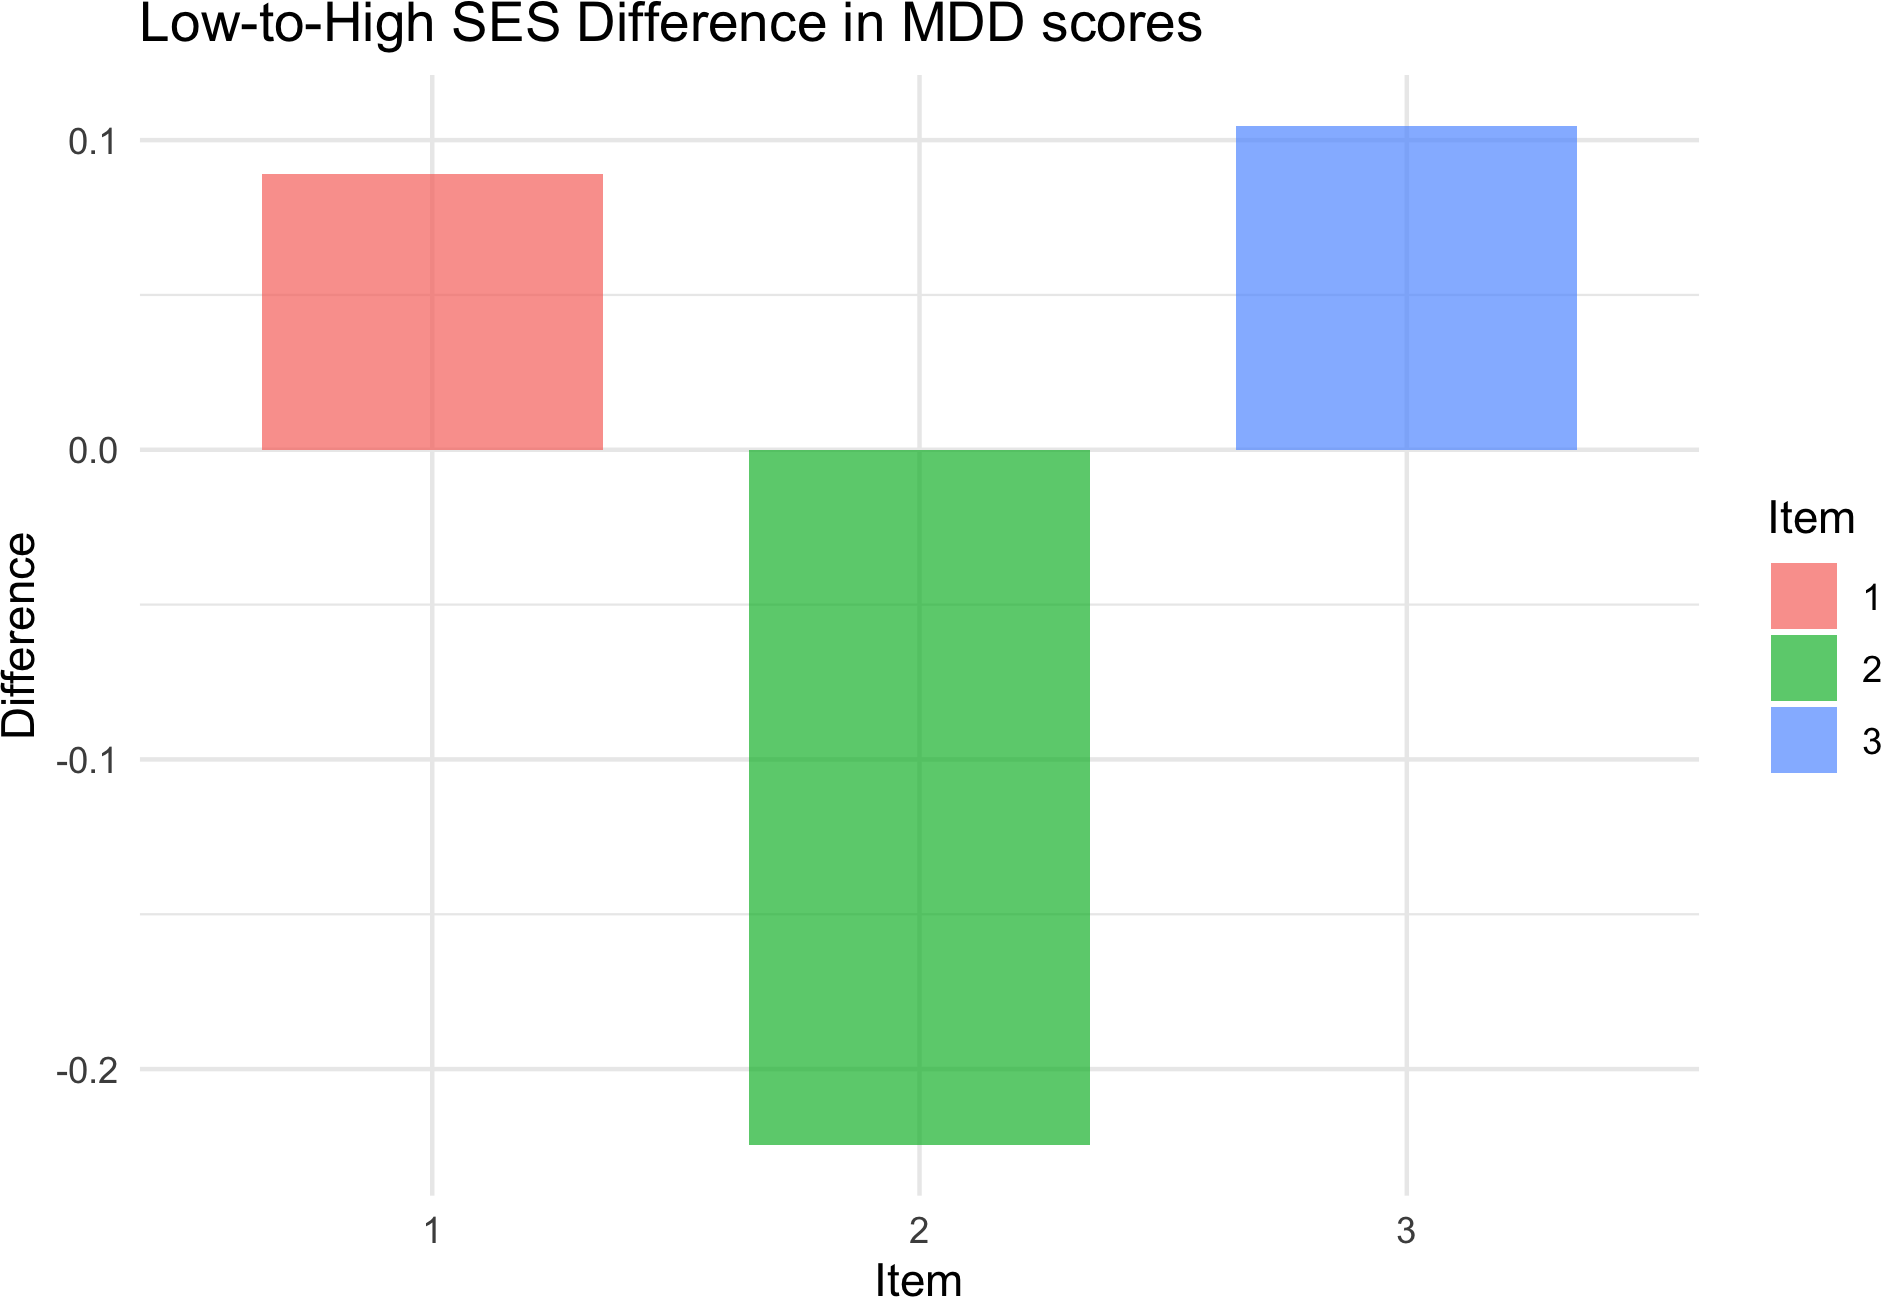 Low-to-High SES Difference in MDD scores
0.1
0.0
-0.1
-0.2
Difference
1
2
3
Item
Item
1
2
3